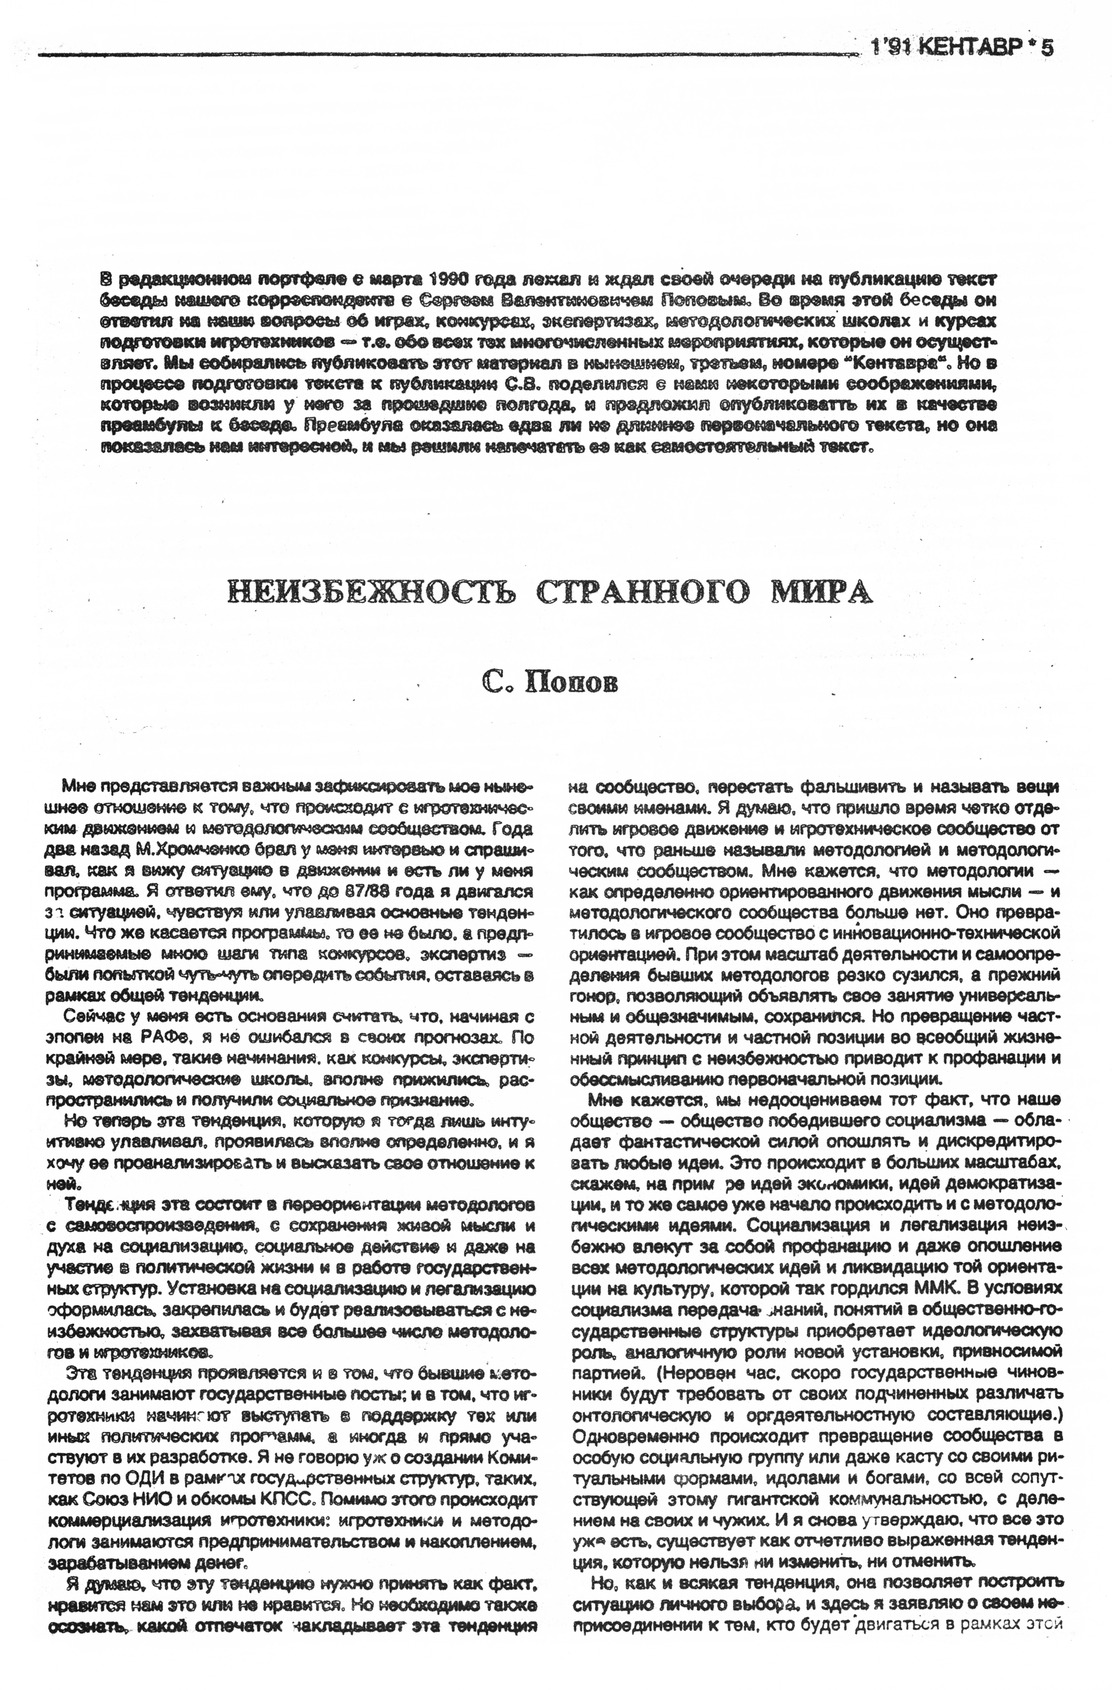 1'91 КЕНТАВР * 5
В редакционном портфеле с марта 1990 года лежал и ждал своей очереди на публикацию текст
беседы нашего корреспондента с Сергеем Валентиновичем Поповым. Во время этой беседы он
ответил на наши вопросы об играх, конкурсах, экспертизах, методологических школах и курсах
подготовки игротехников — т.е. обо всех тех многочисленных мероприятиях, которые он осущест-
вляет. Мы собирались публиковать этот материал в нынешнем, третьем, номере "Кентавра". Но в
процессе подготовки текста к публикации С.В. поделился с нами некоторыми соображениями,
которые возникли у него за прошедшие полгода, и предложил опубликоватть их в качестве
преамбулы к беседе. Преамбула оказалась едва ли не длиннее первоначального текста, но она
показалась нам интересной, и мы решили напечатать ее как самостоятельный текст.
НЕИЗБЕЖНОСТЬ СТРАННОГО МИРА
С. Попов
Мне представляется важным зафиксировать мое ныне-
шнее отношение к тому, что происходит с игротехничес-
ким движением и методологическим сообществом. Года
два назад М.Хромченко брал у меня интервью и спраши-
вал, как я вижу ситуацию в движении и есть ли у меня
программа. Я ответил ему, что до 87/88 года я двигался
за ситуацией, чувствуя или улавливая основные тенден-
ции. Что же касается программы, то ее не было, а предп-
ринимаемые мною шаги типа конкурсов, экспертиз —
были попыткой чуть-чуть опередить события, оставаясь в
рамках общей тенденции.
Сейчас у меня есть основания считать, что, начиная с
эпопеи на РАФе, я не ошибался в своих прогнозах. По
крайней мере, такие начинания, как конкурсы, эксперти-
зы, методологические школы, вполне прижились, рас-
пространились и получили социальное признание.
Но теперь эта тенденция, которую я тогда лишь инту-
итивно улавливал, проявилась вполне определенно, и я
хочу ее проанализировать и высказать свое отношение к
ней.
Тенденция эта состоит в переориентации методологов
с самовоспроизведения, с сохранения живой мысли и
духа на социализацию, социальное действие и даже на
участие в политической жизни и в работе государствен-
ных структур. Установка на социализацию и легализацию
оформилась, закрепилась и будет реализовываться с не-
избежностью, захватывая все большее число методоло-
гов и игротехников.
Эта тенденция проявляется и в том, что бывшие мето-
дологи занимают государственные посты; и в том, что иг-
ротехники начинают выступать в поддержку тех или
иных политических программ, а иногда и прямо уча-
ствуют в их разработке. Я не говорю уж о создании Коми-
тетов по ОДИ в рамках государственных структур, таких,
как Союз НИО и обкомы КПСС. Помимо этого происходит
коммерциализация игротехники: игротехники и методо-
логи занимаются предпринимательством и накоплением,
зарабатыванием денег.
Я думаю, что эту тенденцию нужно принять как факт,
нравится нам это или не нравится. Но необходимо также
осознать, какой отпечаток накладывает эта тенденция
на сообщество, перестать фальшивить и называть вещи
своими именами. Я думаю, что пришло время четко отде-
лить игровое движение и игротехническое сообщество от
того, что раньше называли методологией и методологи-
ческим сообществом. Мне кажется, что методологии —
как определенно ориентированного движения мысли — и
методологического сообщества больше нет. Оно превра-
тилось в игровое сообщество с инновационно-технической
ориентацией. При этом масштаб деятельности и самоопре-
деления бывших методологов резко сузился, а прежний
гонор, позволяющий объявлять свое занятие универсаль-
ным и общезначимым, сохранился. Но превращение част-
ной деятельности и частной позиции во всеобщий жизне-
нный принцип с неизбежностью приводит к профанации и
обессмысливанию первоначальной позиции.
Мне кажется, мы недооцениваем тот факт, что наше
общество — общество победившего социализма — обла-
дает фантастической силой опошлять и дискредитиро-
вать любые идеи. Это происходит в больших масштабах,
скажем, на примере идей экономики, идей демократиза-
ции, и то же самое уже начало происходить и с методоло-
гическими идеями. Социализация и легализация неиз-
бежно влекут за собой профанацию и даже опошление
всех методологических идей и ликвидацию той ориента-
ции на культуру, которой так гордился ММК. В условиях
социализма передача знаний, понятий в общественно-го-
сударственные структуры приобретает идеологическую
роль, аналогичную роли новой установки, привносимой
партией. (Неровен час, скоро государственные чинов-
ники будут требовать от своих подчиненных различать
онтологическую и оргдеятельностную составляющие.)
Одновременно происходит превращение сообщества в
особую социальную группу или даже касту со своими ри-
туальными формами, идолами и богами, со всей сопут-
ствующей этому гигантской коммунальностью, с деле-
нием на своих и чужих. И я снова утверждаю, что все это
уже есть, существует как отчетливо выраженная тенден-
ция, которую нельзя ни изменить, ни отменить.
Но, как и всякая тенденция, она позволяет построить
ситуацию личного выбора, и здесь я заявляю о своем не-
присоединении к тем, кто будет двигаться в рамках этой